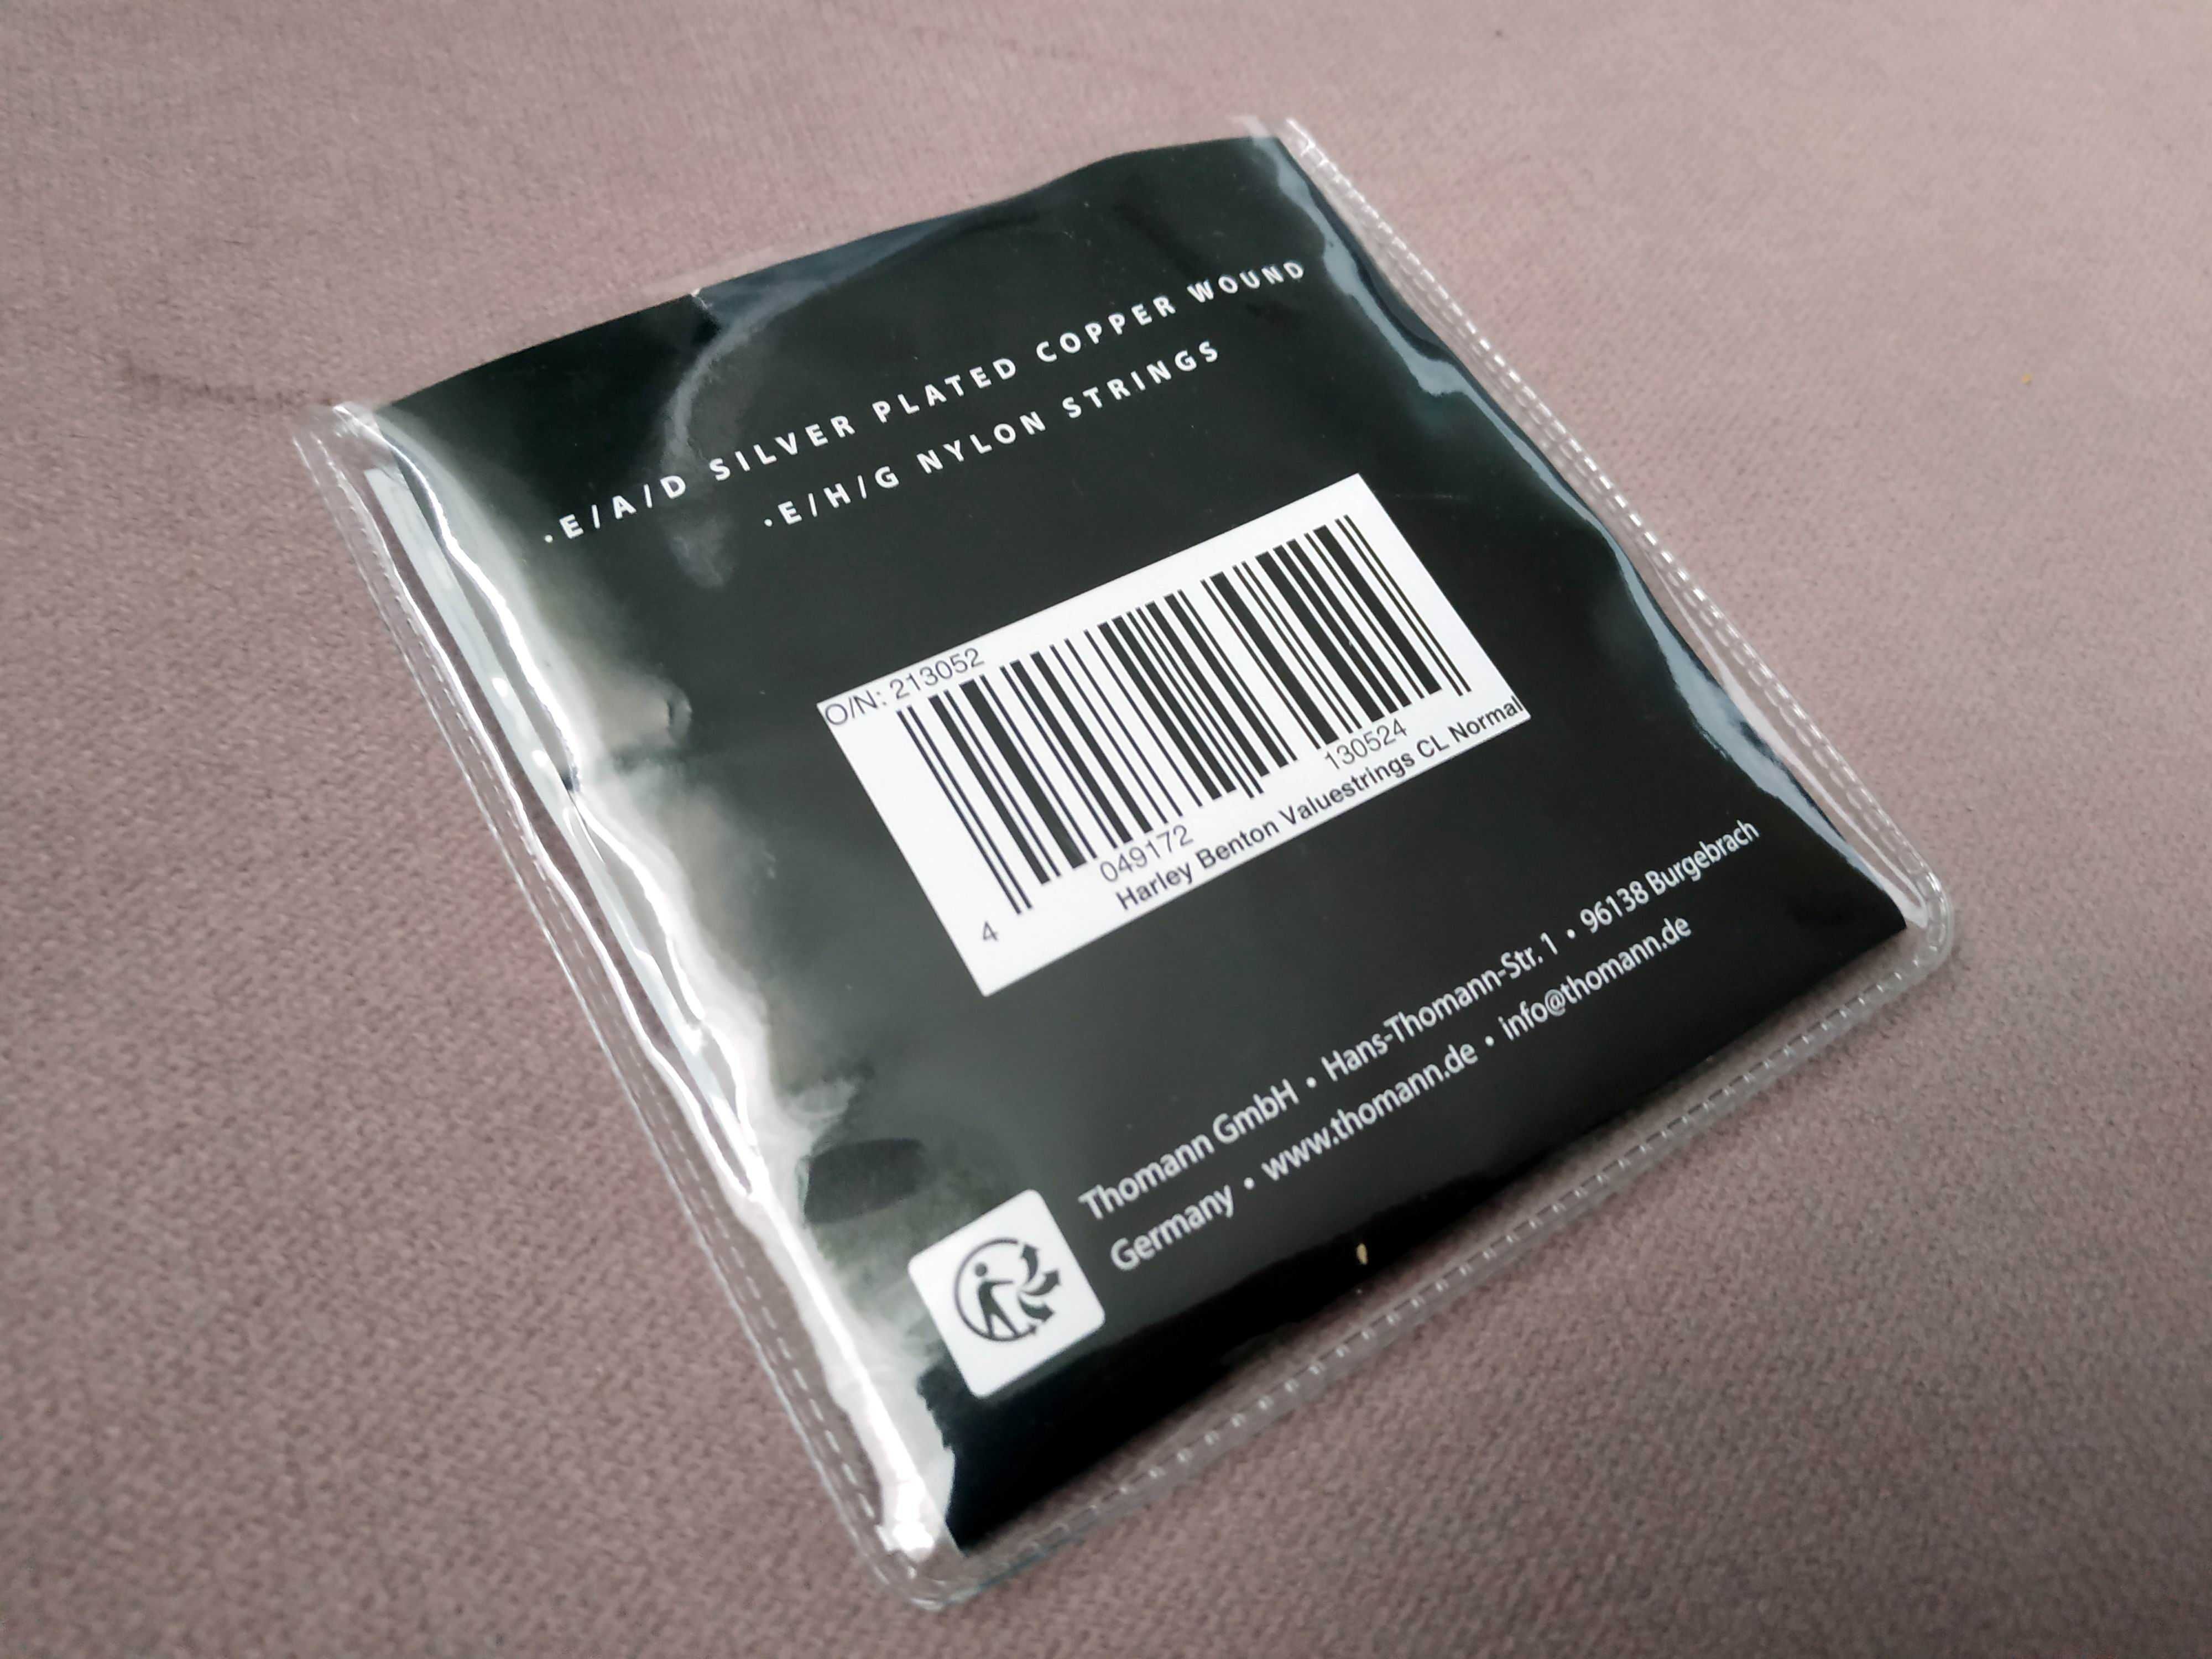 ·E/A/D SILVER PLATED COPPER WOUND
·E/H/G NYLON STRINGS
O/N: 213052
4 049172 130524
Harley Benton Valuestrings CL Normal
Thomann GmbH • Hans-Thomann-Str. 1 • 96138 Burgebrach
Germany • www.thomann.de • info@thomann.de